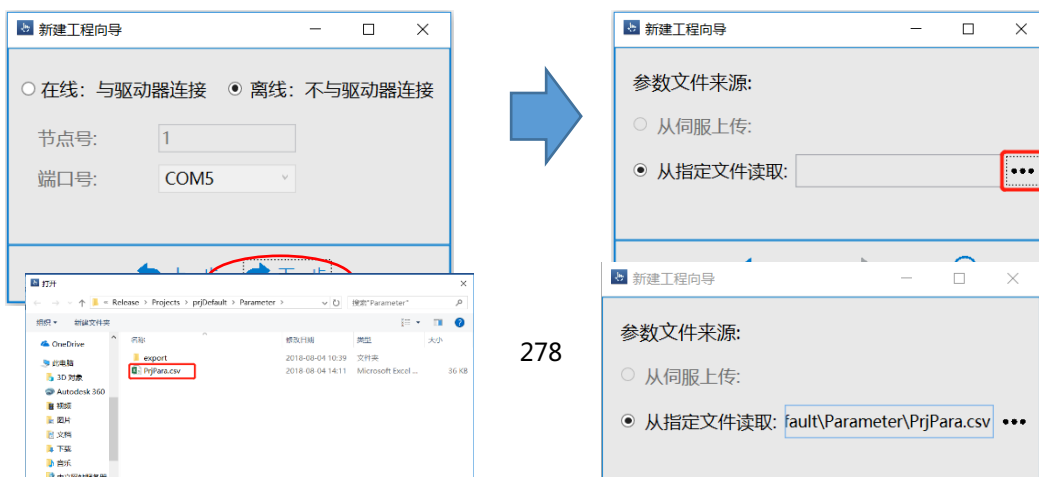 新建工程向导
在线：与驱动器连接 离线：不与驱动器连接
节点号: 1
端口号: COM5
新建工程向导
参数文件来源:
从伺服上传:
从指定文件读取:
打开
Release > Projects > prjDefault > Parameter >
搜索"Parameter"
组织 新建文件夹
名称 修改日期 类型 大小
export 2018-08-04 10:39 文件夹
PrjPara.csv 2018-08-04 14:11 Microsoft Excel ... 36 KB
OneDrive
此电脑
3D 对象
Autodesk 360
视频
图片
文档
下载
音乐
278
新建工程向导
参数文件来源:
从伺服上传:
从指定文件读取: fault\Parameter\PrjPara.csv